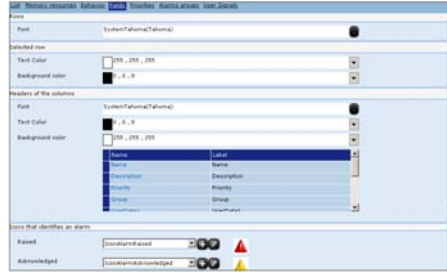 List Memory resources Behavior Fields Priorities Alarms groups User Signals
Rows
Font SystemTahoma(Tahoma)
Selected row
Text Color 255 , 255 , 255
Background color 0 , 0 , 0
Headers of the columns
Font SystemTahoma(Tahoma)
Text Color 0 , 0 , 0
Background color 255 , 255 , 255
Name Label
Name Name
Description Description
Priority Priority
Group Group
Icons that identifies an alarm
Raised IconAlarmRaised
Acknowledged IconAlarmAcknowledged